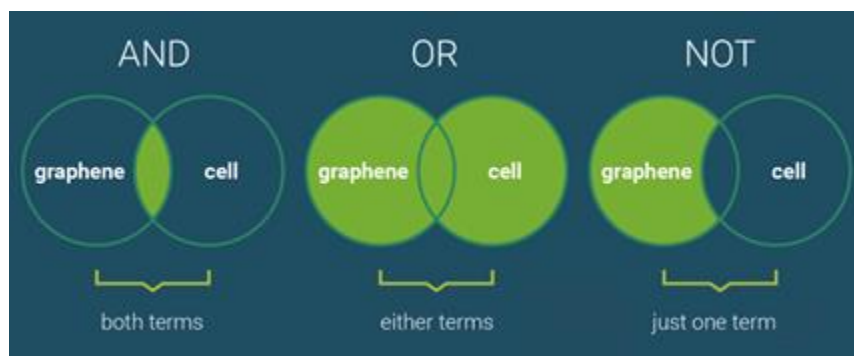 AND
OR
NOT
graphene
cell
graphene
cell
graphene
cell
both terms
either terms
just one term